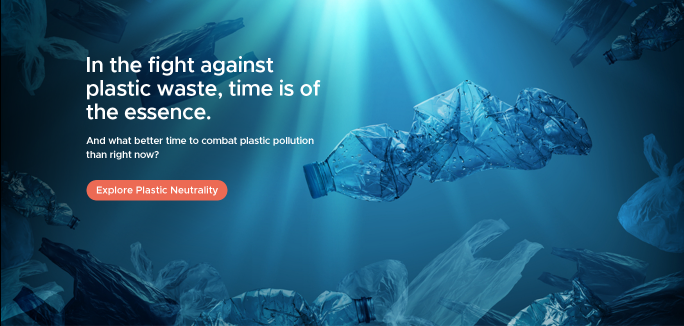 In the fight against
plastic waste, time is of
the essence.
And what better time to combat plastic pollution
than right now?
Explore Plastic Neutrality